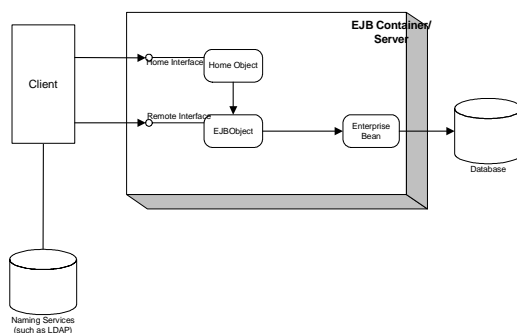 EJB Container/
Server
Client
Home Interface
Home Object
Remote Interface
EJBObject
Enterprise
Bean
Database
Naming Services
(such as LDAP)